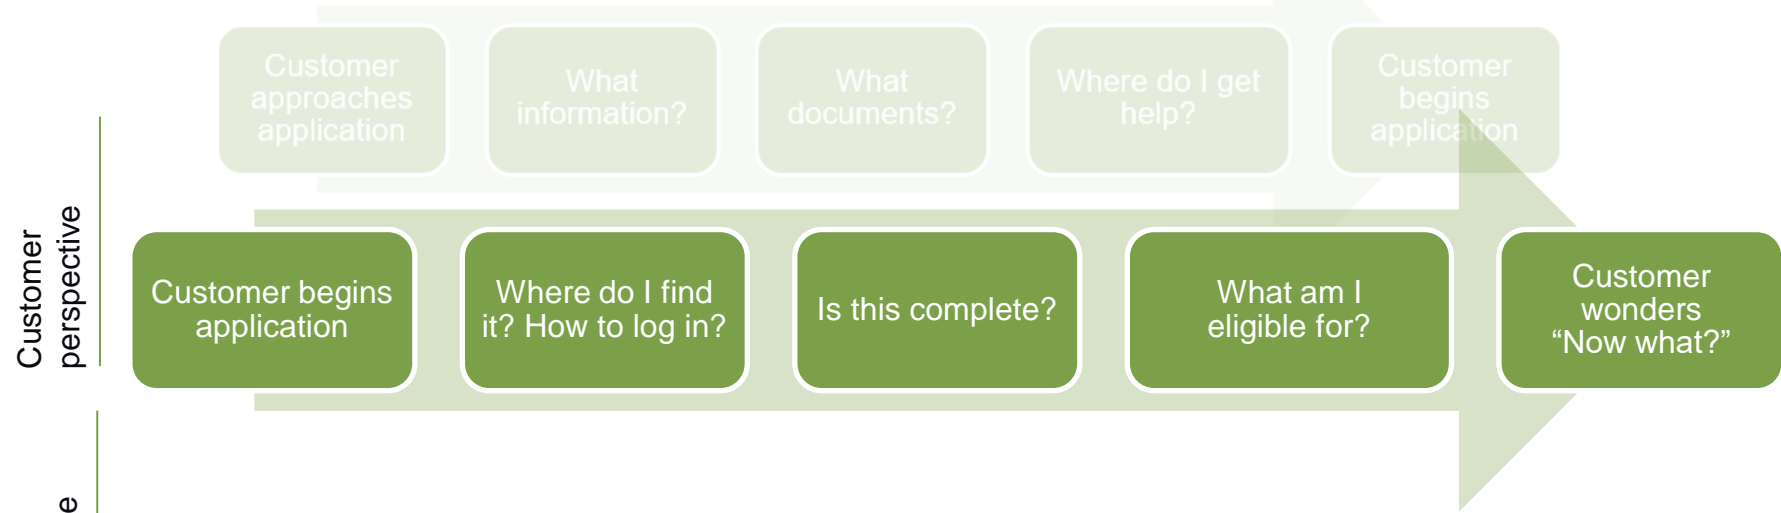 Customer
approaches
application
What
information?
What
documents?
Where do I get
help?
Customer
begins
application
Customer
perspective
Customer begins
application
Where do I find
it? How to log in?
Is this complete?
What am I
eligible for?
Customer
wonders
“Now what?”
e